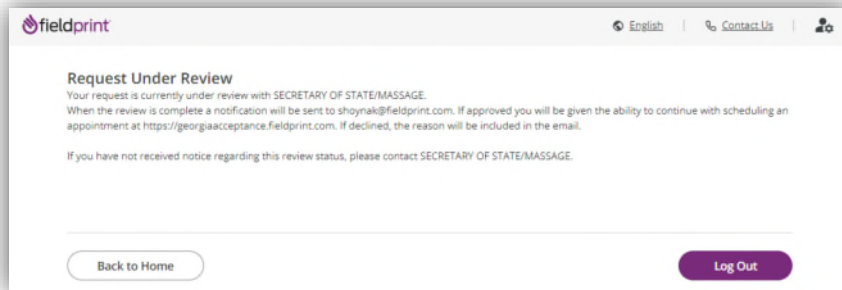 fieldprint
English
Contact Us
Request Under Review
Your request is currently under review with SECRETARY OF STATE/MASSAGE.
When the review is complete a notification will be sent to shoynak@fieldprint.com. If approved you will be given the ability to continue with scheduling an
appointment at https://georgiaacceptance.fieldprint.com. If declined, the reason will be included in the email.
If you have not received notice regarding this review status, please contact SECRETARY OF STATE/MASSAGE.
Back to Home
Log Out